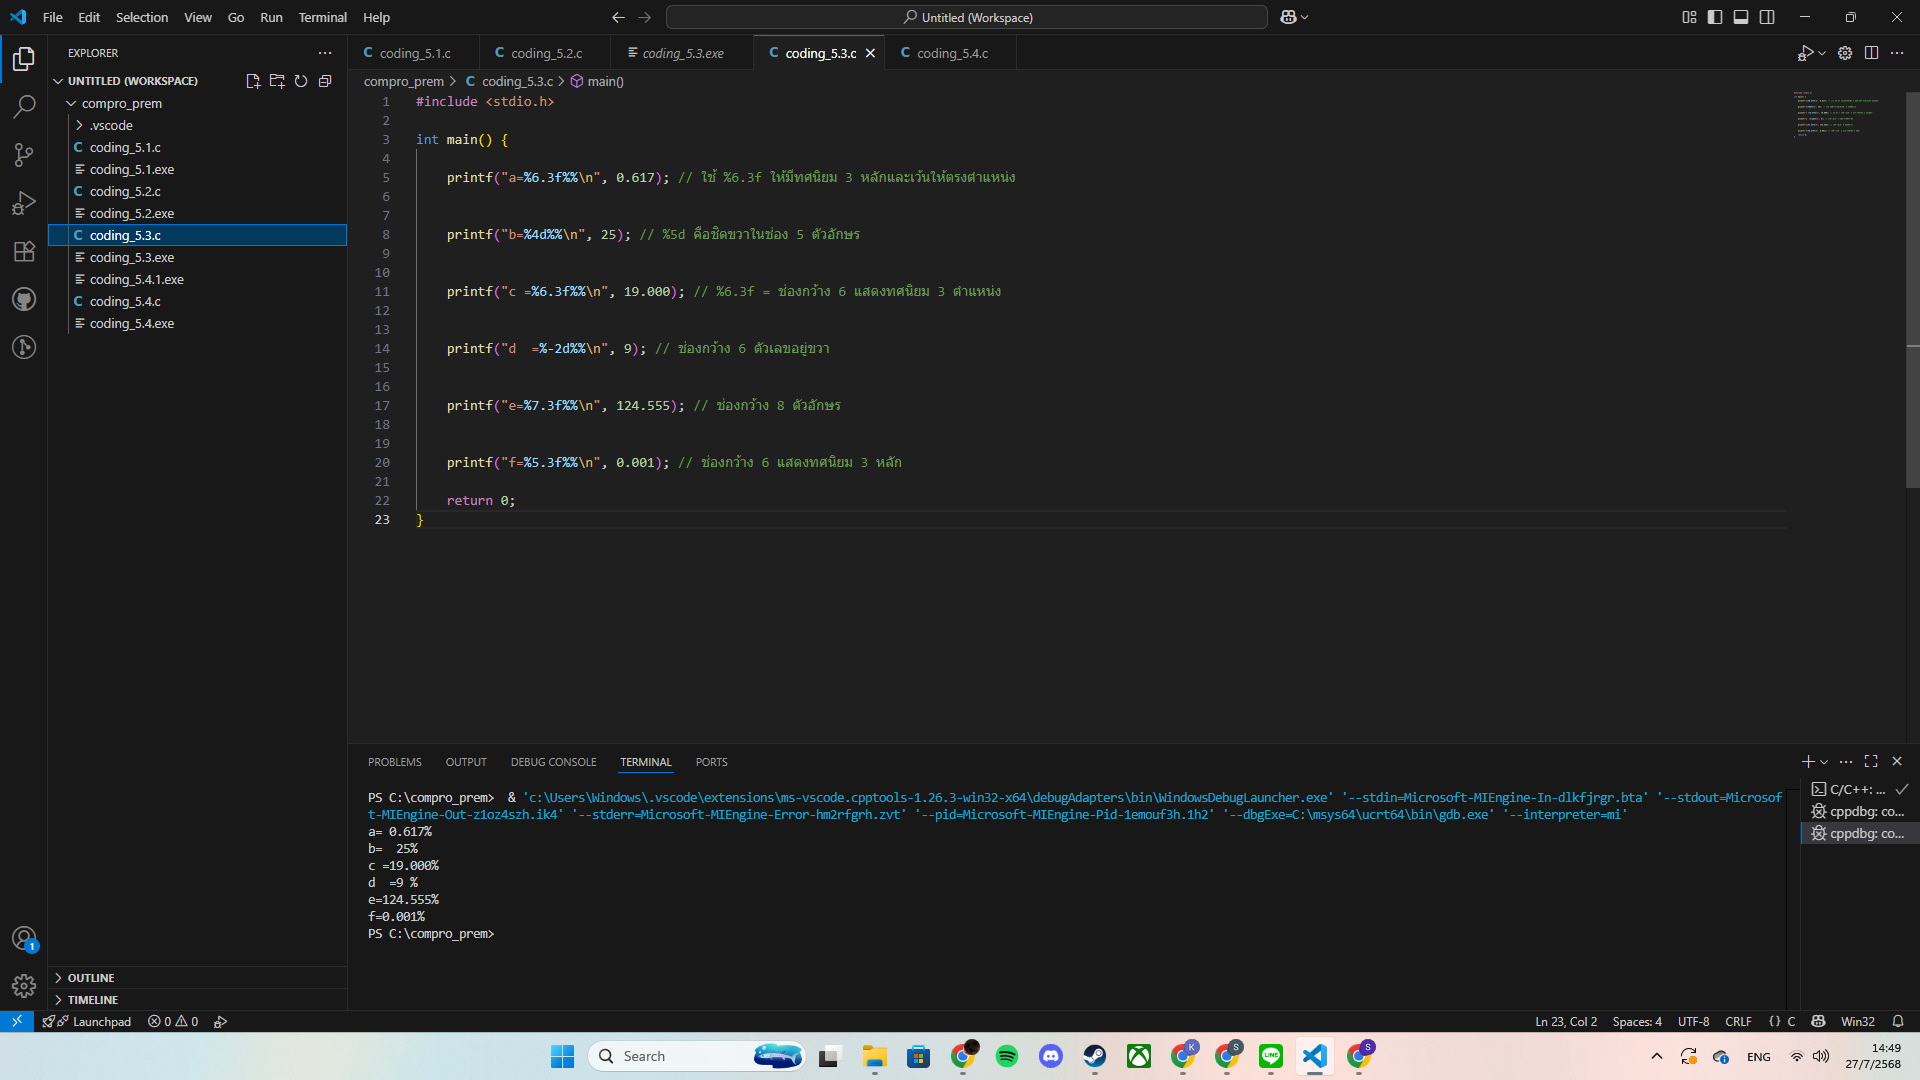 File Edit Selection View Go Run Terminal Help
Untitled (Workspace)
EXPLORER
UNTITLED (WORKSPACE)
compro_prem
.vscode
coding_5.1.c
coding_5.1.exe
coding_5.2.c
coding_5.2.exe
coding_5.3.c
coding_5.3.exe
coding_5.4.1.exe
coding_5.4.c
coding_5.4.exe
OUTLINE
TIMELINE
coding_5.1.c coding_5.2.c coding_5.3.exe coding_5.3.c coding_5.4.c
compro_prem > C coding_5.3.c > main()
1 #include <stdio.h>
2
3 int main() {
4
5 printf("a=%6.3f%%\n", 0.617); // ใช้ %6.3f ให้มีทศนิยม 3 หลักและเว้นให้ตรงตำแหน่ง
6
7
8 printf("b=%4d%%\n", 25); // %5d คือชิดขวาในช่อง 5 ตัวอักษร
9
10
11 printf("c =%6.3f%%\n", 19.000); // %6.3f = ช่องกว้าง 6 แสดงทศนิยม 3 ตำแหน่ง
12
13
14 printf("d  =%-2d%%\n", 9); // ช่องกว้าง 6 ตัวเลขอยู่ขวา
15
16
17 printf("e=%7.3f%%\n", 124.555); // ช่องกว้าง 8 ตัวอักษร
18
19
20 printf("f=%5.3f%%\n", 0.001); // ช่องกว้าง 6 แสดงทศนิยม 3 หลัก
21
22 return 0;
23 }
PROBLEMS OUTPUT DEBUG CONSOLE TERMINAL PORTS
PS C:\compro_prem>  & 'c:\Users\Windows\.vscode\extensions\ms-vscode.cpptools-1.26.3-win32-x64\debugAdapters\bin\WindowsDebugLauncher.exe' '--stdin=Microsoft-MIEngine-In-dlkfjrgr.bta' '--stdout=Microsof
t-MIEngine-Out-z1oz4szh.ik4' '--stderr=Microsoft-MIEngine-Error-hm2rfgrh.zvt' '--pid=Microsoft-MIEngine-Pid-1emouf3h.1h2' '--dbgExe=C:\msys64\ucrt64\bin\gdb.exe' '--interpreter=mi'
a= 0.617%
b=  25%
c =19.000%
d  =9 %
e=124.555%
f=0.001%
PS C:\compro_prem>
C/C++: ...
cppdbg: co...
cppdbg: co...
1
Launchpad 0 0
Ln 23, Col 2 Spaces: 4 UTF-8 CRLF {} C Win32
Search
K S LINE S
ENG
14:49
27/7/2568